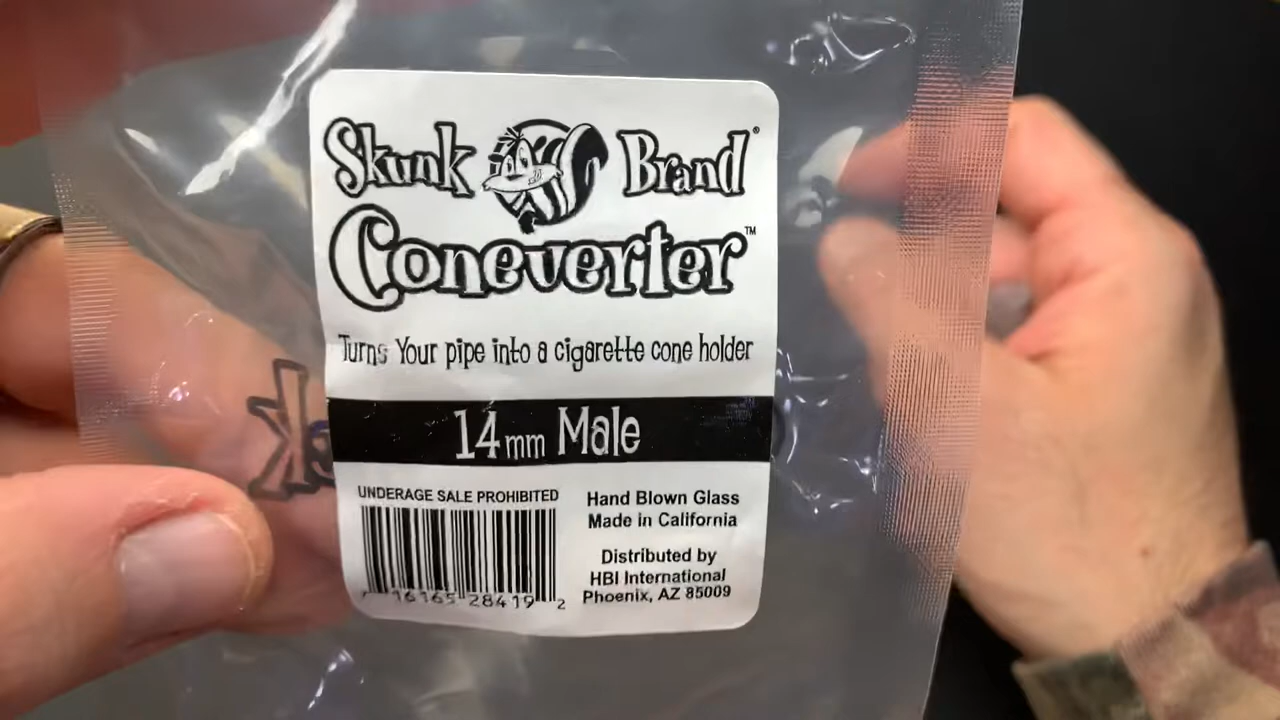 Skunk Brand®
Coneverter™
Turns Your pipe into a cigarette cone holder
14mm Male
UNDERAGE SALE PROHIBITED
7 16165 28419 2
Hand Blown Glass
Made in California
Distributed by
HBI International
Phoenix, AZ 85009